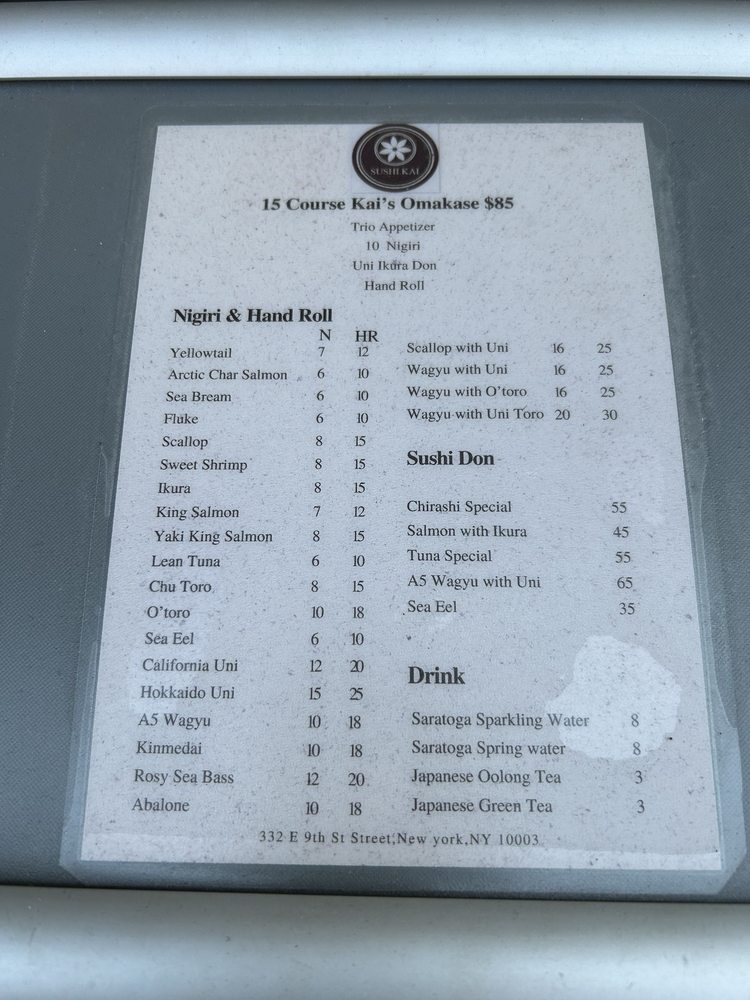 SUSHI KAI
15 Course Kai's Omakase $85
Trio Appetizer
10 Nigiri
Uni Ikura Don
Hand Roll
Nigiri & Hand Roll
N HR
Yellowtail 7 12
Arctic Char Salmon 6 10
Sea Bream 6 10
Fluke 6 10
Scallop 8 15
Sweet Shrimp 8 15
Ikura 8 15
King Salmon 7 12
Yaki King Salmon 8 15
Lean Tuna 6 10
Chu Toro 8 15
O'toro 10 18
Sea Eel 6 10
California Uni 12 20
Hokkaido Uni 15 25
A5 Wagyu 10 18
Kinmedai 10 18
Rosy Sea Bass 12 20
Abalone 10 18
Scallop with Uni 16 25
Wagyu with Uni 16 25
Wagyu with O'toro 16 25
Wagyu with Uni Toro 20 30
Sushi Don
Chirashi Special 55
Salmon with Ikura 45
Tuna Special 55
A5 Wagyu with Uni 65
Sea Eel 35
Drink
Saratoga Sparkling Water 8
Saratoga Spring water 8
Japanese Oolong Tea 3
Japanese Green Tea 3
332 E 9th St Street,New york,NY 10003